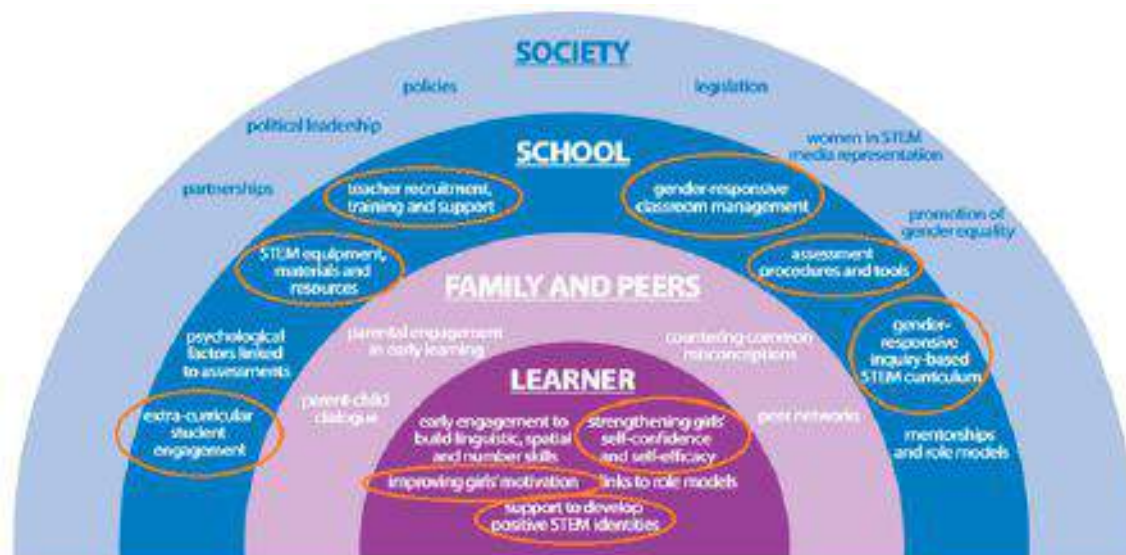 SOCIETY
policies
legislation
political leadership
women in STEM
media representation
partnerships
promotion of
gender equality
SCHOOL
teacher recruitment,
training and support
gender-responsive
classroom management
STEM equipment,
materials and
resources
assessment
procedures and tools
psychological
factors linked
to assessments
gender-
responsive
inquiry-based
STEM curriculum
extra-curricular
student
engagement
mentorships
and role models
FAMILY AND PEERS
parental engagement
in early learning
countering common
misconceptions
parent-child
dialogue
peer networks
LEARNER
early engagement to
build linguistic, spatial
and number skills
strengthening girls'
self-confidence
and self-efficacy
improving girls' motivation
links to role models
support to develop
positive STEM identities